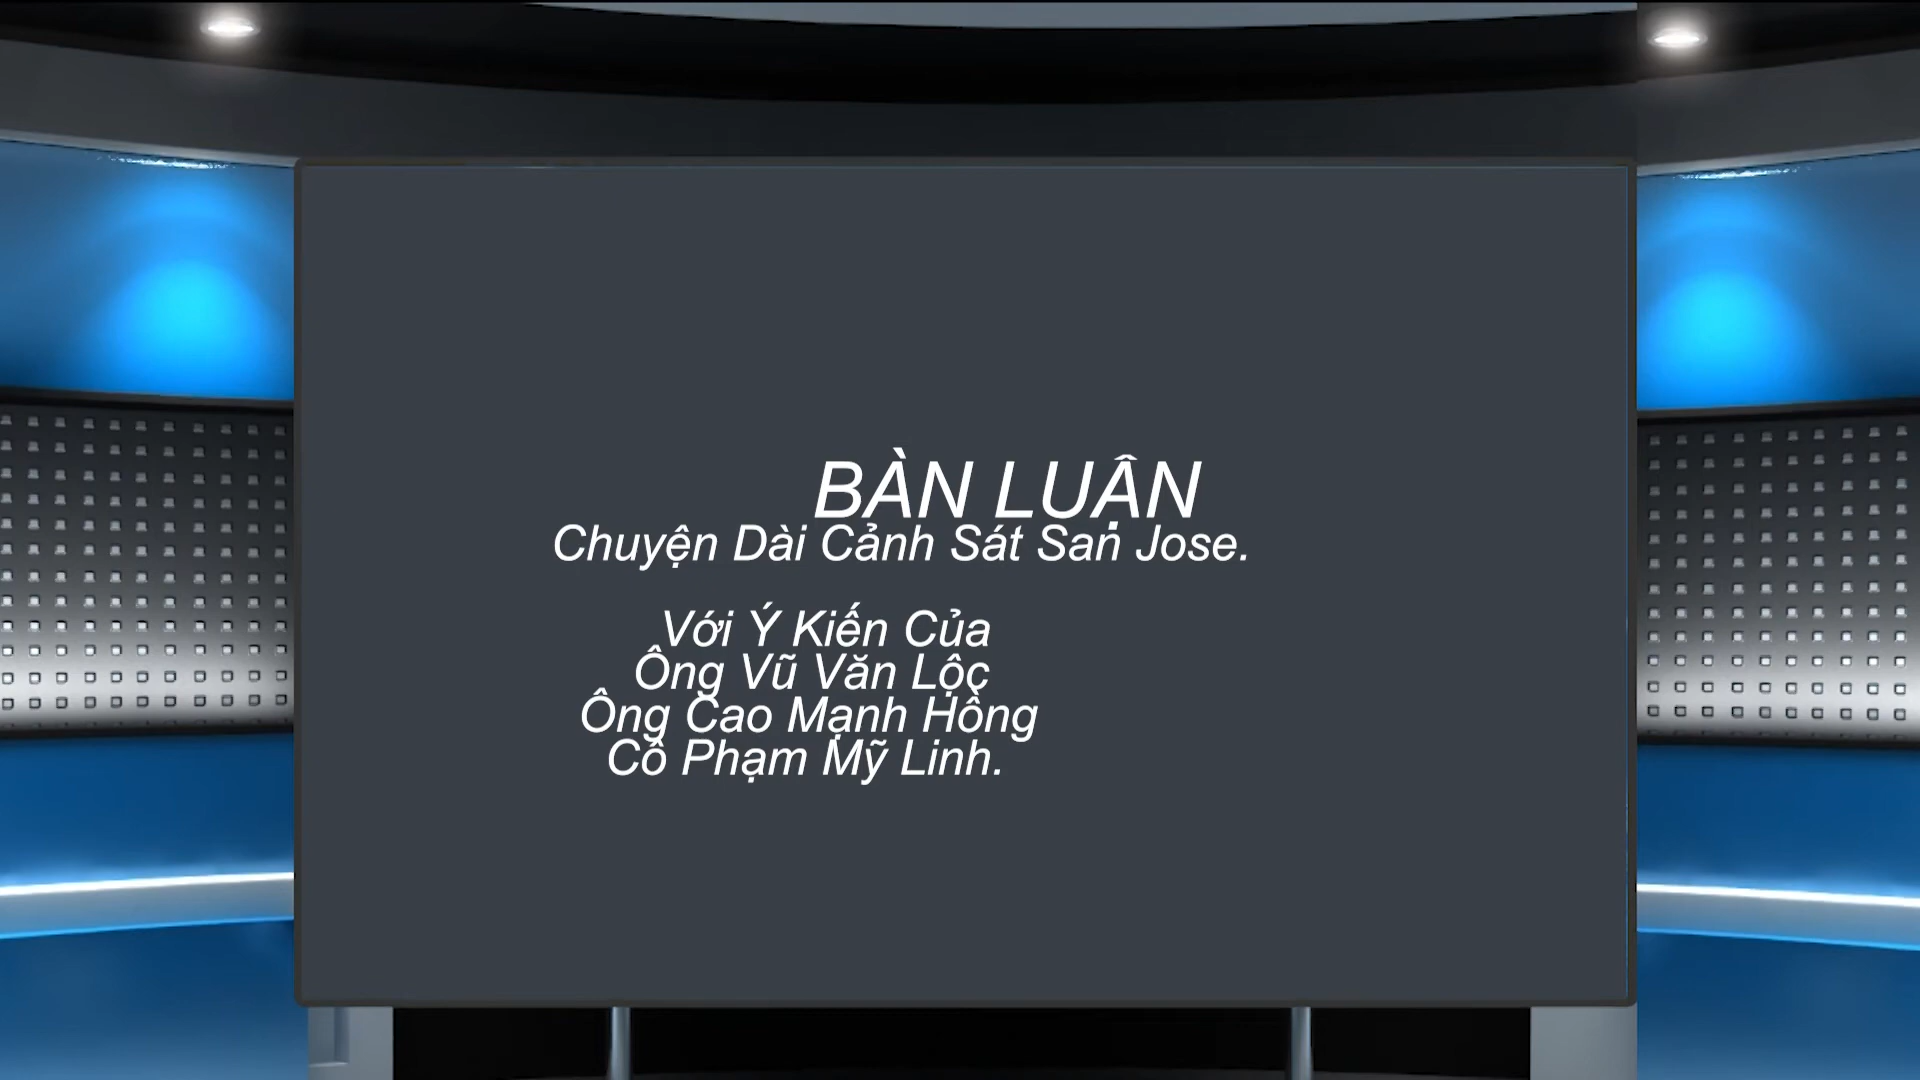 BÀN LUẬN
Chuyện Dài Cảnh Sát San Jose.
Với Ý Kiến Của
Ông Vũ Văn Lộc
Ông Cao Mạnh Hồng
Cô Phạm Mỹ Linh.